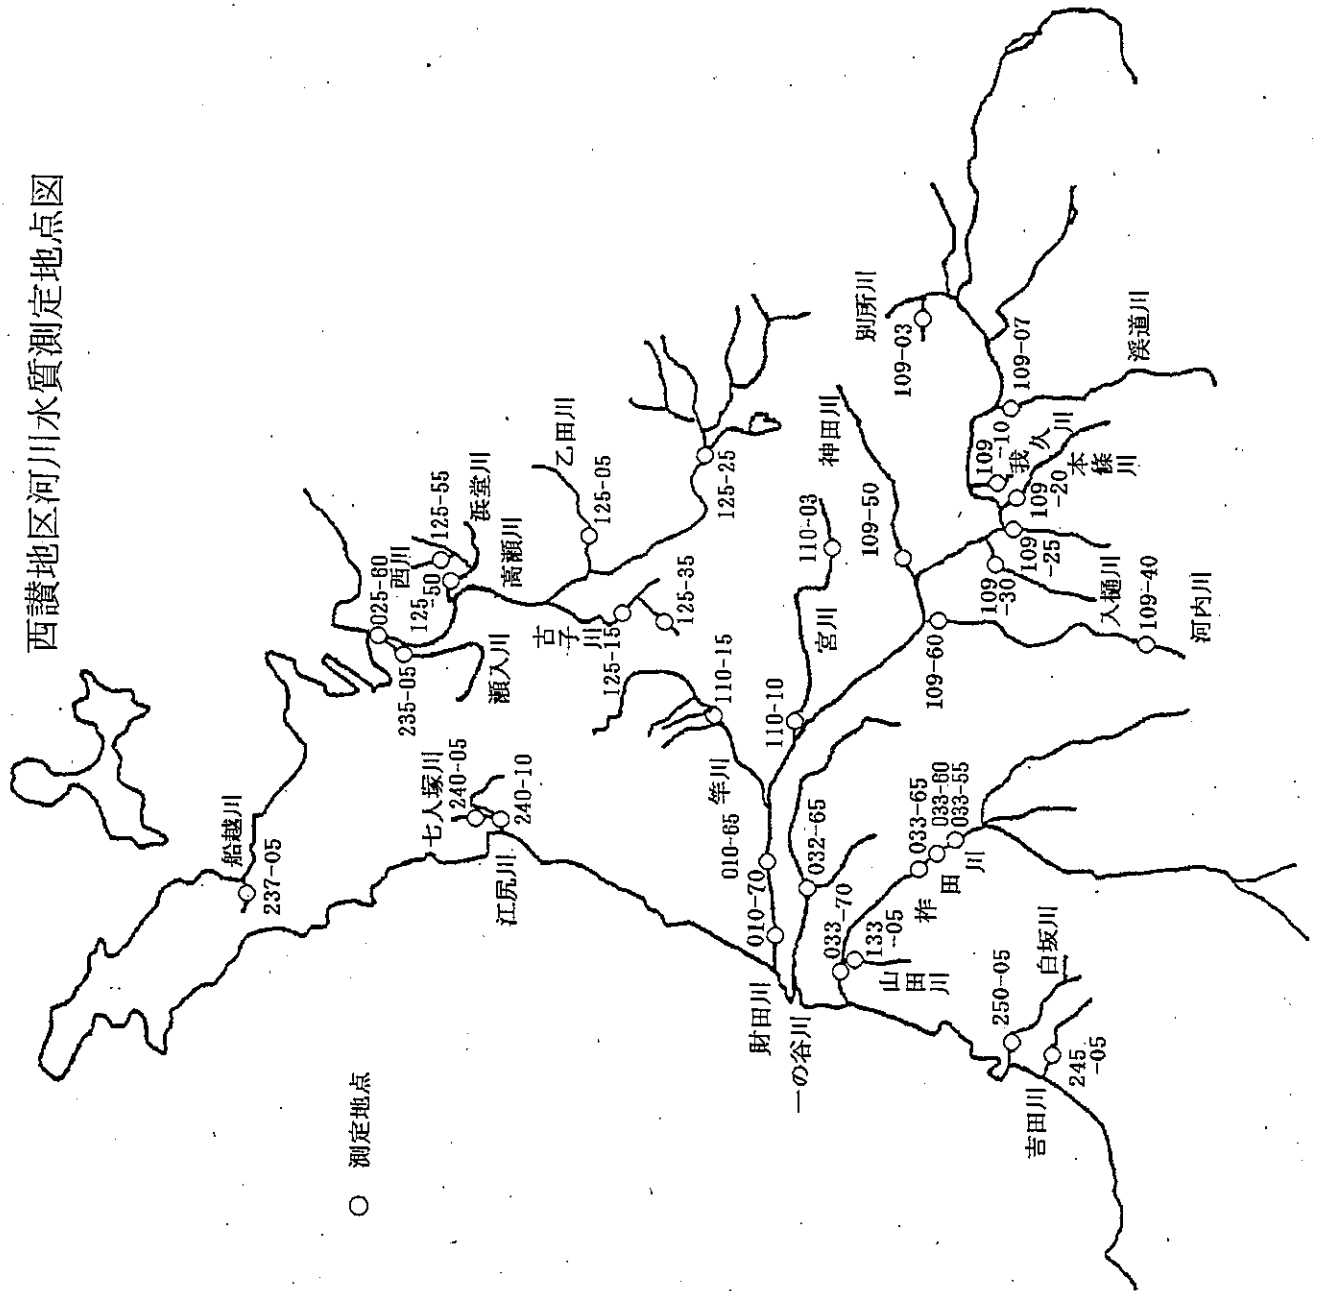 西讃地区河川水質測定地点図
船越川
237-05
○ 測定地点
七人塚川
240-05
240-10
江尻川
025-60
235-05
瀬入川
西川
125-55
125
-50
浜堂川
高瀬川
乙田川
125-05
125-25
古
子
川
125-15
125-35
110-15
竿川
010-65
010-70
財田川
一の谷川
032-65
110-10
宮川
110-03
神田川
109-50
109-60
別所川
109-03
109-07
渓道川
109
-10
我
久
川
109
-20
本
篠
川
109
-25
109
-30
入樋川
109-40
河内川
033-70
133
-05
山
田
川
033-65
033-60
033-55
柞
田
川
250-05
白坂川
245
-05
吉田川